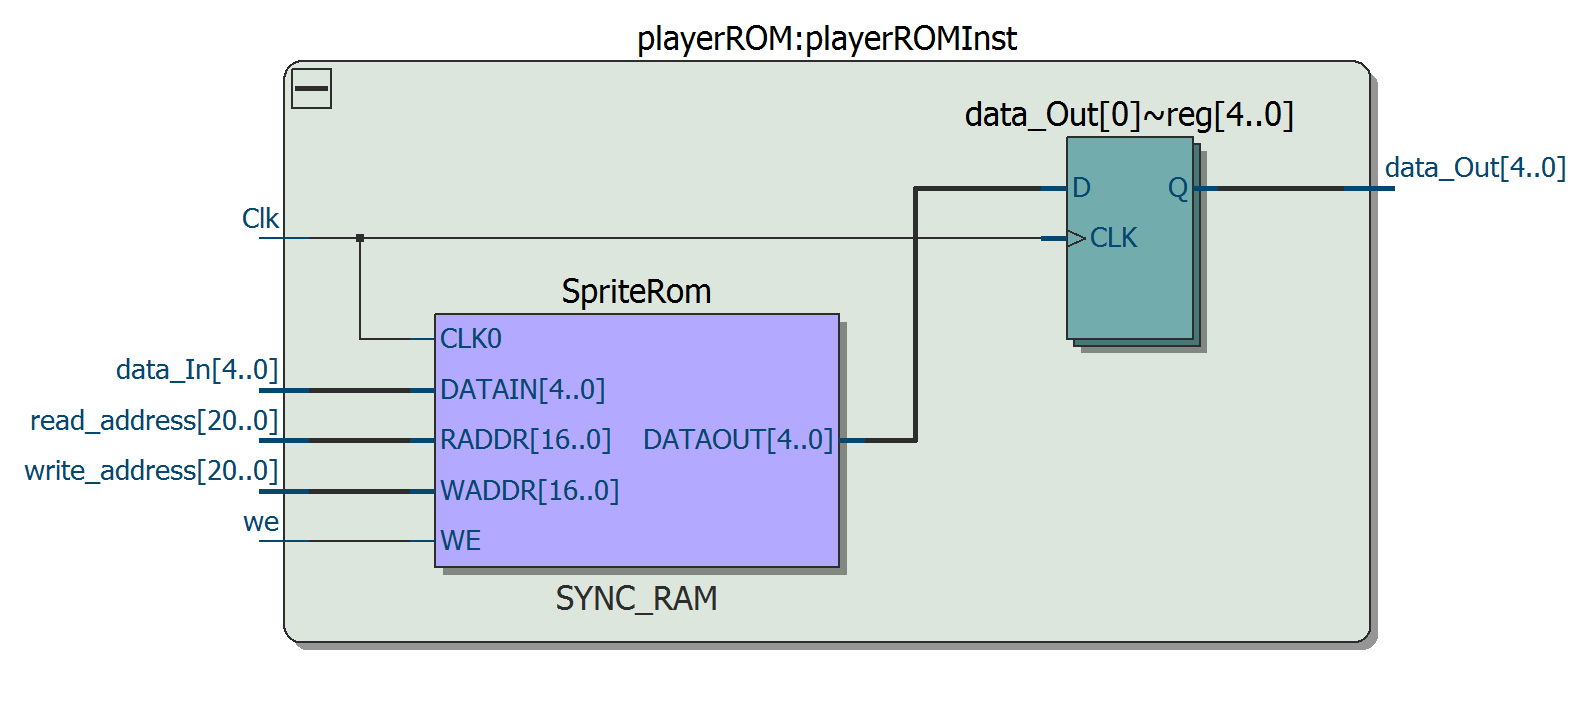 playerROM:playerROMInst
data_Out[0]~reg[4..0]
data_Out[4..0]
D
Q
Clk
CLK
SpriteRom
CLK0
data_In[4..0]
DATAIN[4..0]
read_address[20..0]
RADDR[16..0]
DATAOUT[4..0]
write_address[20..0]
WADDR[16..0]
we
WE
SYNC_RAM